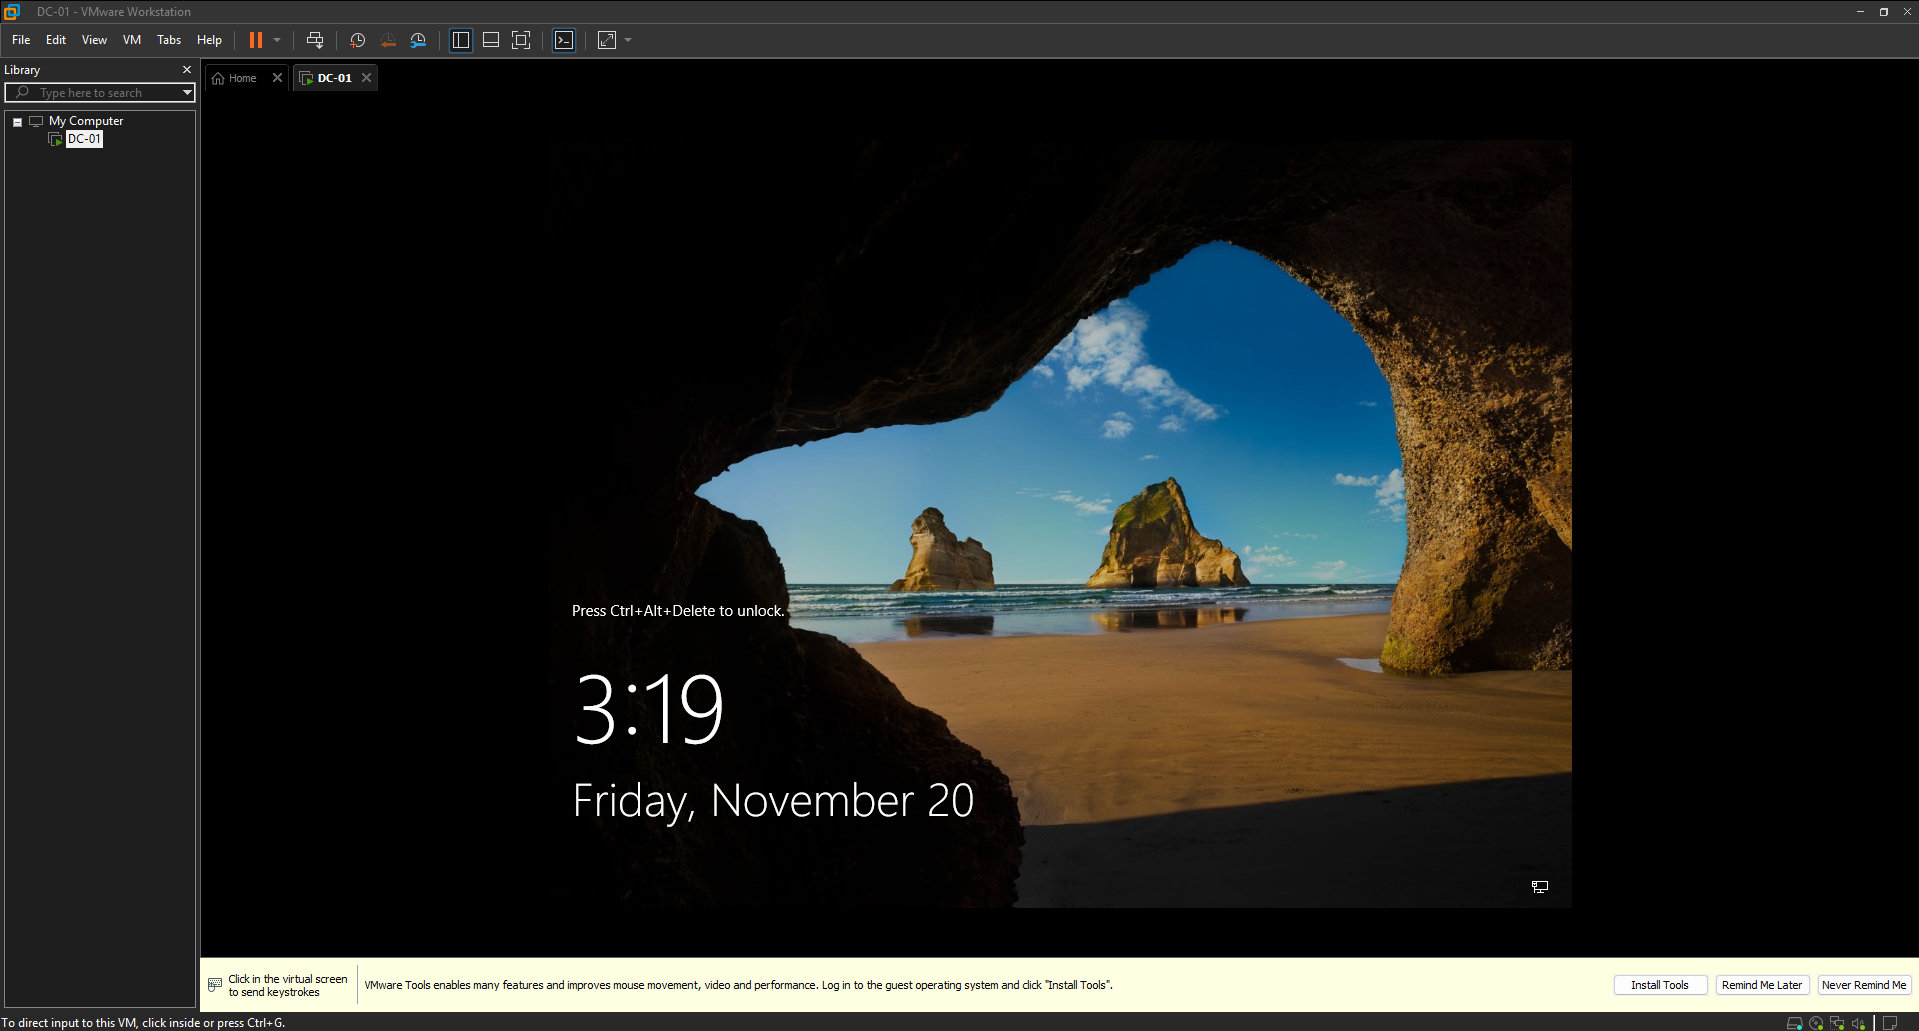 DC-01 - VMware Workstation
File Edit View VM Tabs Help
Library
Type here to search
My Computer
DC-01
Home
DC-01
Press Ctrl+Alt+Delete to unlock.
3:19
Friday, November 20
Click in the virtual screen
to send keystrokes
VMware Tools enables many features and improves mouse movement, video and performance. Log in to the guest operating system and click "Install Tools".
Install Tools
Remind Me Later
Never Remind Me
To direct input to this VM, click inside or press Ctrl+G.